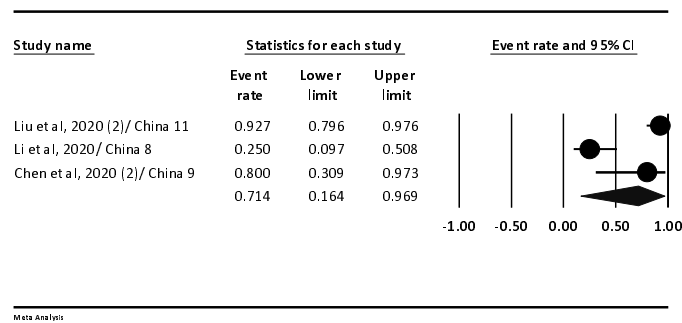 Study name Statistics for each study Event rate and 95% CI
Event Lower Upper
rate limit limit
Liu et al, 2020 (2)/ China 11 0.927 0.796 0.976
Li et al, 2020/ China 8 0.250 0.097 0.508
Chen et al, 2020 (2)/ China 9 0.800 0.309 0.973
0.714 0.164 0.969
-1.00 -0.50 0.00 0.50 1.00
Meta Analysis